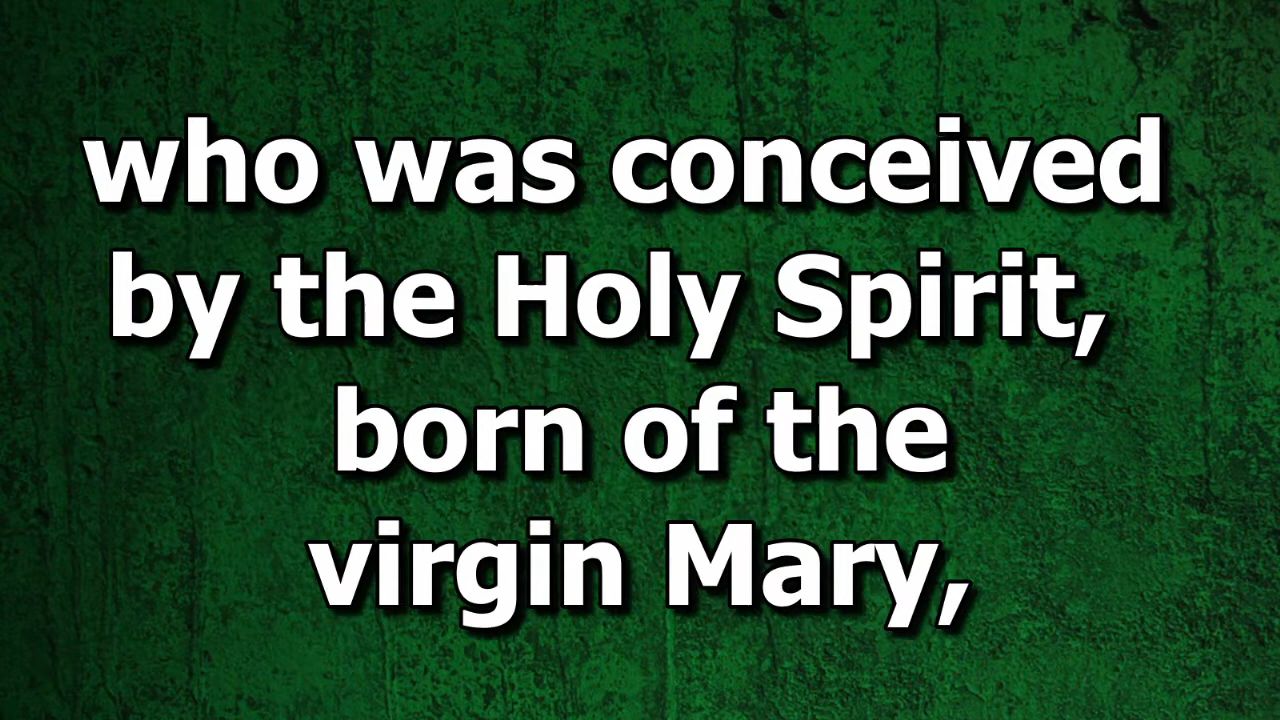 who was conceived
by the Holy Spirit,
born of the
virgin Mary,